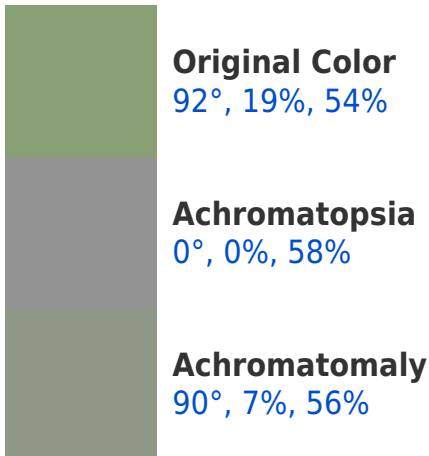 Original Color
92°, 19%, 54%
Achromatopsia
0°, 0%, 58%
Achromatomaly
90°, 7%, 56%